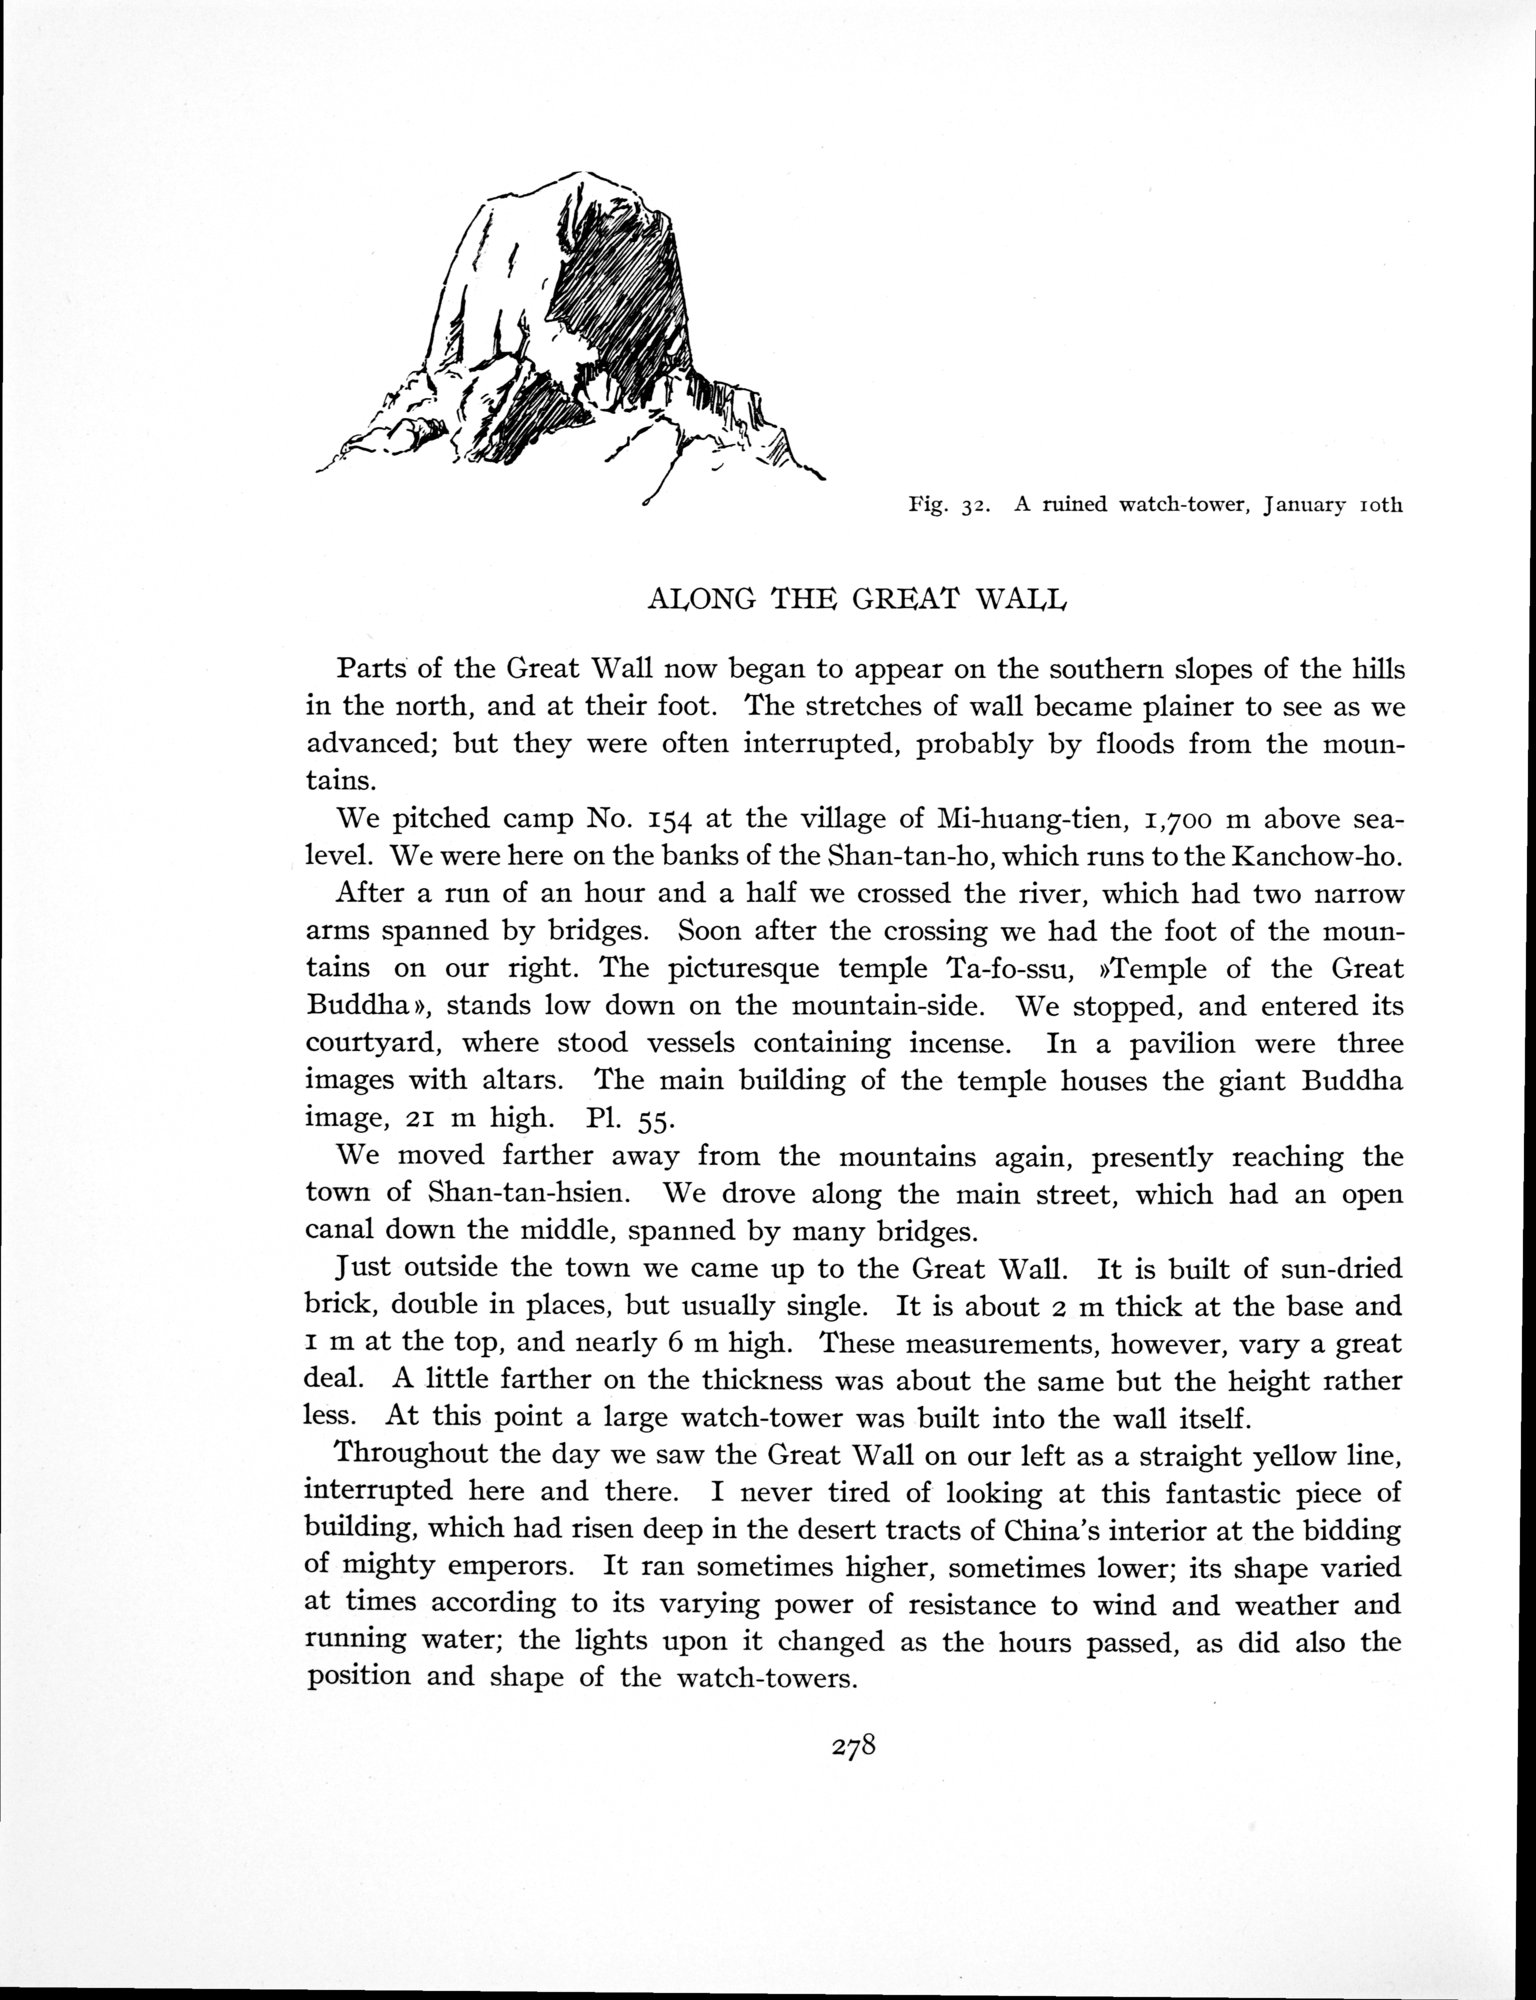 Fig. 32. A ruined watch-tower, January 10th
ALONG THE GREAT WALL
Parts of the Great Wall now began to appear on the southern slopes of the hills
in the north, and at their foot. The stretches of wall became plainer to see as we
advanced; but they were often interrupted, probably by floods from the moun-
tains.
We pitched camp No. 154 at the village of Mi-huang-tien, 1,700 m above sea-
level. We were here on the banks of the Shan-tan-ho, which runs to the Kanchow-ho.
After a run of an hour and a half we crossed the river, which had two narrow
arms spanned by bridges. Soon after the crossing we had the foot of the moun-
tains on our right. The picturesque temple Ta-fo-ssu, »Temple of the Great
Buddha», stands low down on the mountain-side. We stopped, and entered its
courtyard, where stood vessels containing incense. In a pavilion were three
images with altars. The main building of the temple houses the giant Buddha
image, 21 m high. Pl. 55.
We moved farther away from the mountains again, presently reaching the
town of Shan-tan-hsien. We drove along the main street, which had an open
canal down the middle, spanned by many bridges.
Just outside the town we came up to the Great Wall. It is built of sun-dried
brick, double in places, but usually single. It is about 2 m thick at the base and
1 m at the top, and nearly 6 m high. These measurements, however, vary a great
deal. A little farther on the thickness was about the same but the height rather
less. At this point a large watch-tower was built into the wall itself.
Throughout the day we saw the Great Wall on our left as a straight yellow line,
interrupted here and there. I never tired of looking at this fantastic piece of
building, which had risen deep in the desert tracts of China's interior at the bidding
of mighty emperors. It ran sometimes higher, sometimes lower; its shape varied
at times according to its varying power of resistance to wind and weather and
running water; the lights upon it changed as the hours passed, as did also the
position and shape of the watch-towers.
278